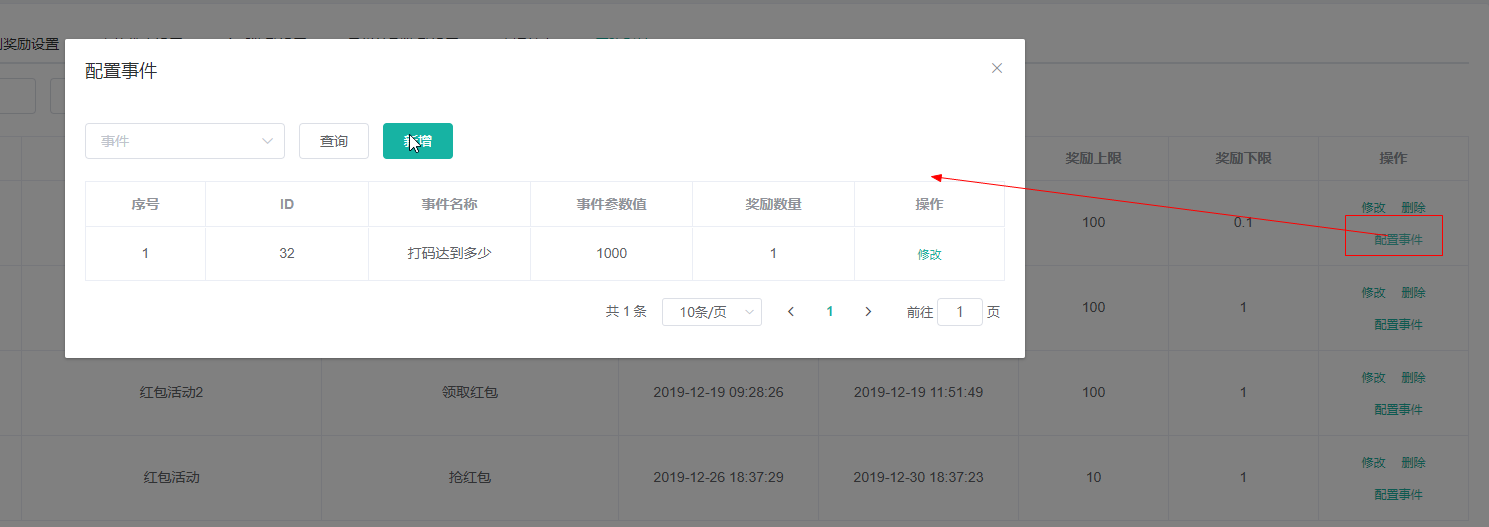 刂奖励设置
配置事件
事件 查询 新增
序号 ID 事件名称 事件参数值 奖励数量 操作
1 32 打码达到多少 1000 1 修改
共 1 条 10条/页 1 前往 1 页
奖励上限 奖励下限 操作
100 0.1 修改 删除
配置事件
100 1 修改 删除
配置事件
红包活动2 领取红包 2019-12-19 09:28:26 2019-12-19 11:51:49 100 1 修改 删除
配置事件
红包活动 抢红包 2019-12-26 18:37:29 2019-12-30 18:37:23 10 1 修改 删除
配置事件